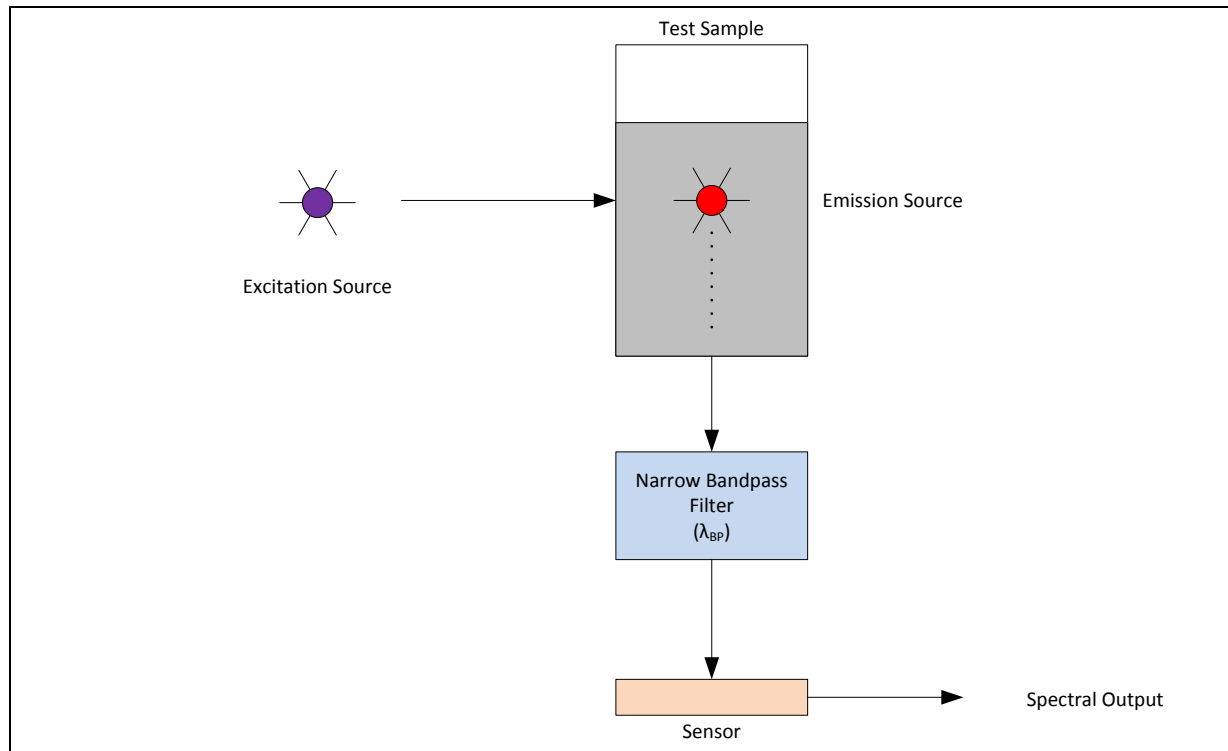 Test Sample
Emission Source
Excitation Source
Narrow Bandpass
Filter
(λBP)
Sensor
Spectral Output